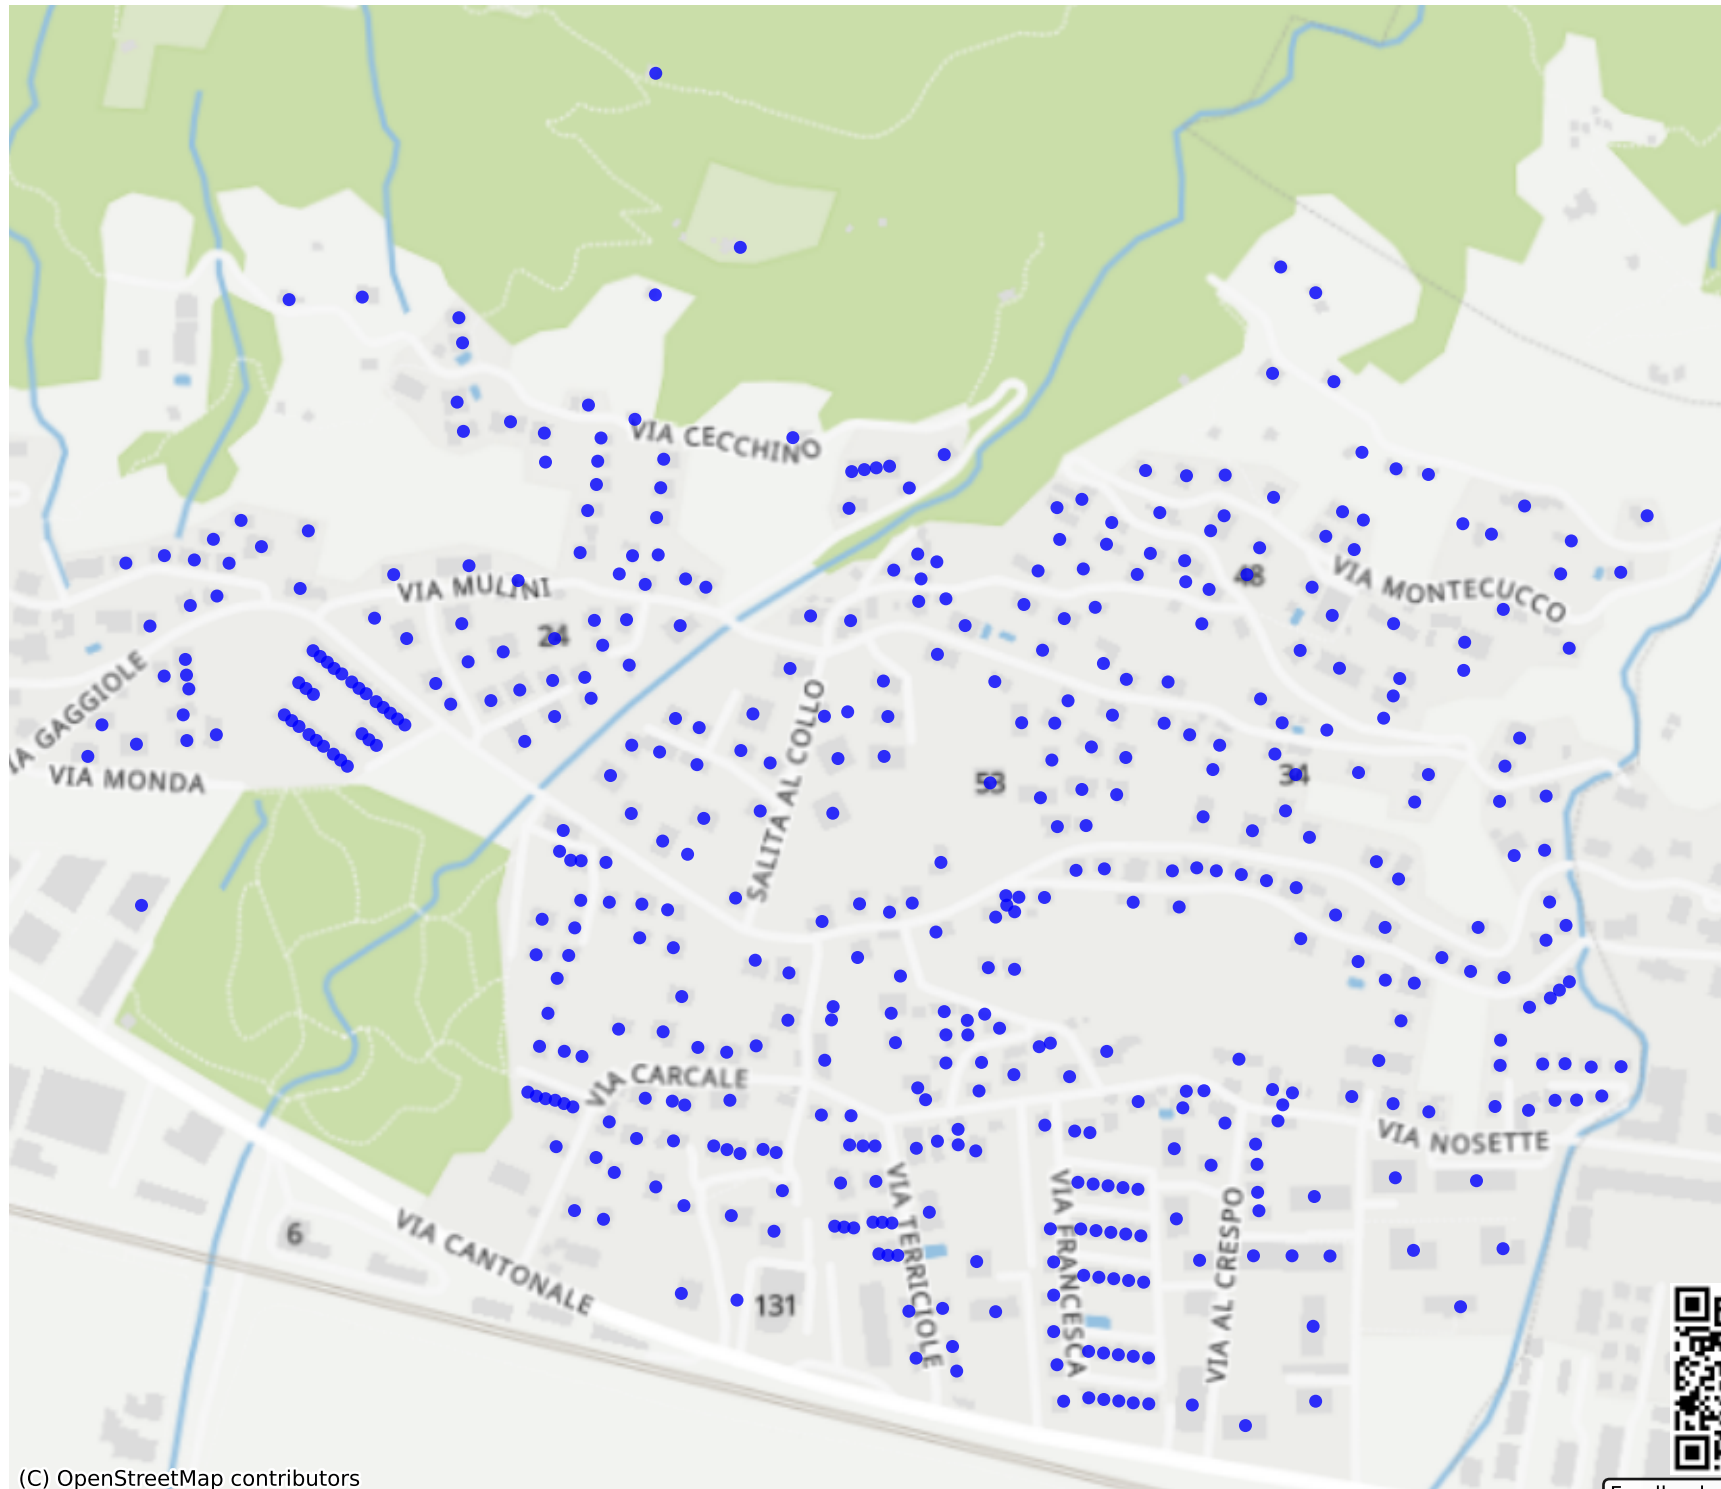 VIA CECCHINO
VIA MULINI
48
VIA MONTECUCCO
24
VIA GAGGIOLE
VIA MONDA
SALITA AL COLLO
53
34
VIA CARCALE
VIA NOSETTE
VIA TERRICIOLE
VIA FRANCESCA
VIA AL CRESPO
6
VIA CANTONALE
131
(C) OpenStreetMap contributors